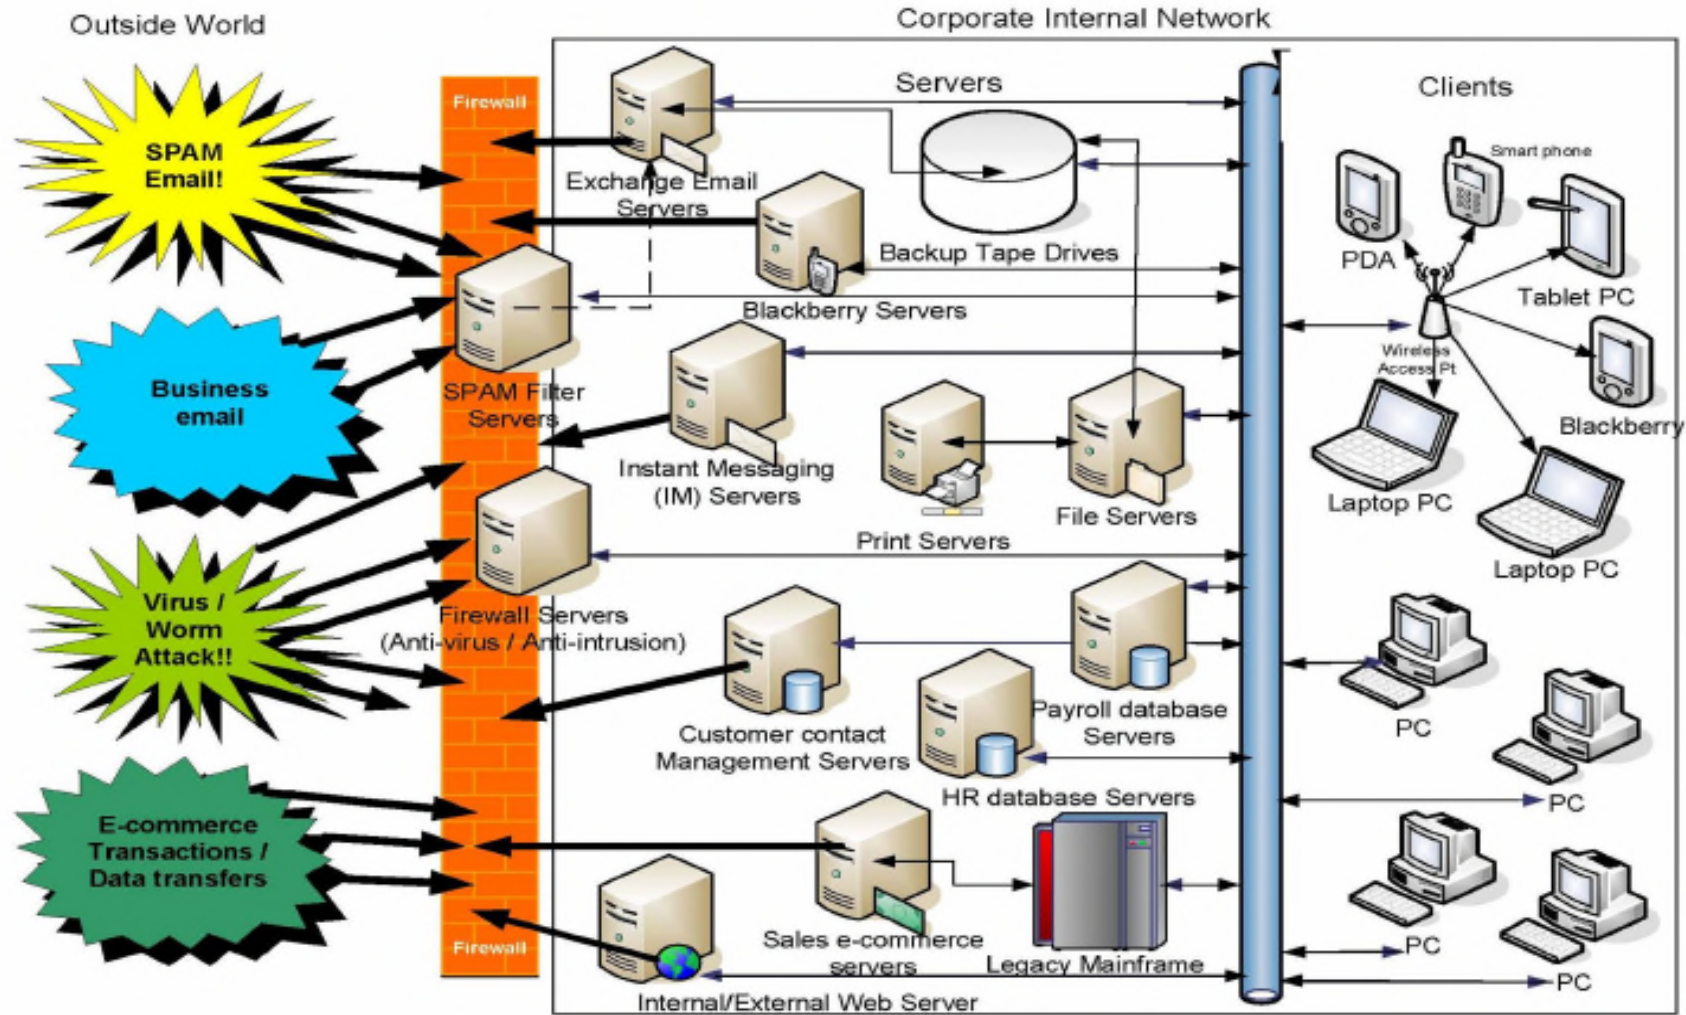 Outside World
Corporate Internal Network
Servers
Clients
Firewall
SPAM
Email!
Business
email
Virus /
Worm
Attack!!
E-commerce
Transactions /
Data transfers
Exchange Email
Servers
Backup Tape Drives
Blackberry Servers
SPAM Filter
Servers
Instant Messaging
(IM) Servers
File Servers
Print Servers
Firewall Servers
(Anti-virus / Anti-intrusion)
Customer contact
Management Servers
Payroll database
Servers
HR database Servers
Sales e-commerce
servers
Legacy Mainframe
Firewall
Internal/External Web Server
Smart phone
PDA
Tablet PC
Wireless
Access Pt
Blackberry
Laptop PC
Laptop PC
PC
PC
PC
PC